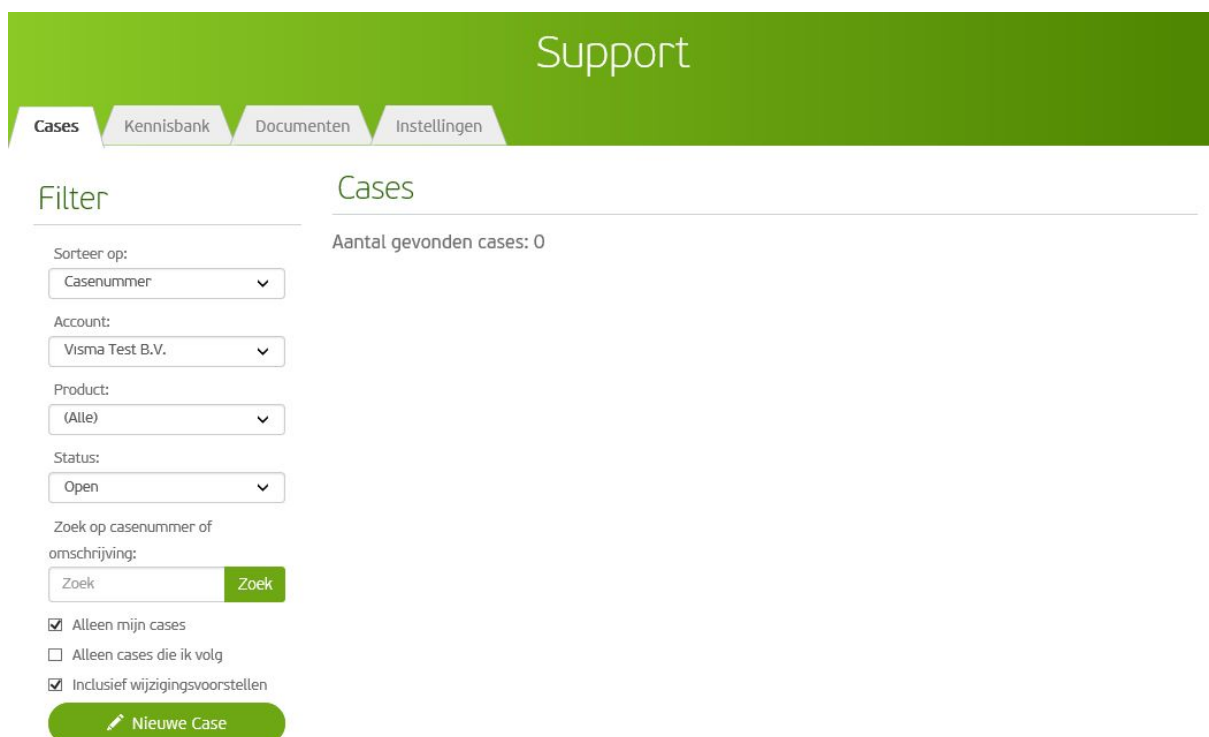 Support
Cases
Kennisbank
Documenten
Instellingen
Filter
Sorteer op:
Casenummer
Account:
Visma Test B.V.
Product:
(Alle)
Status:
Open
Zoek op casenummer of
omschrijving:
Zoek
Zoek
Alleen mijn cases
Alleen cases die ik volg
Inclusief wijzigingsvoorstellen
Nieuwe Case
Cases
Aantal gevonden cases: 0